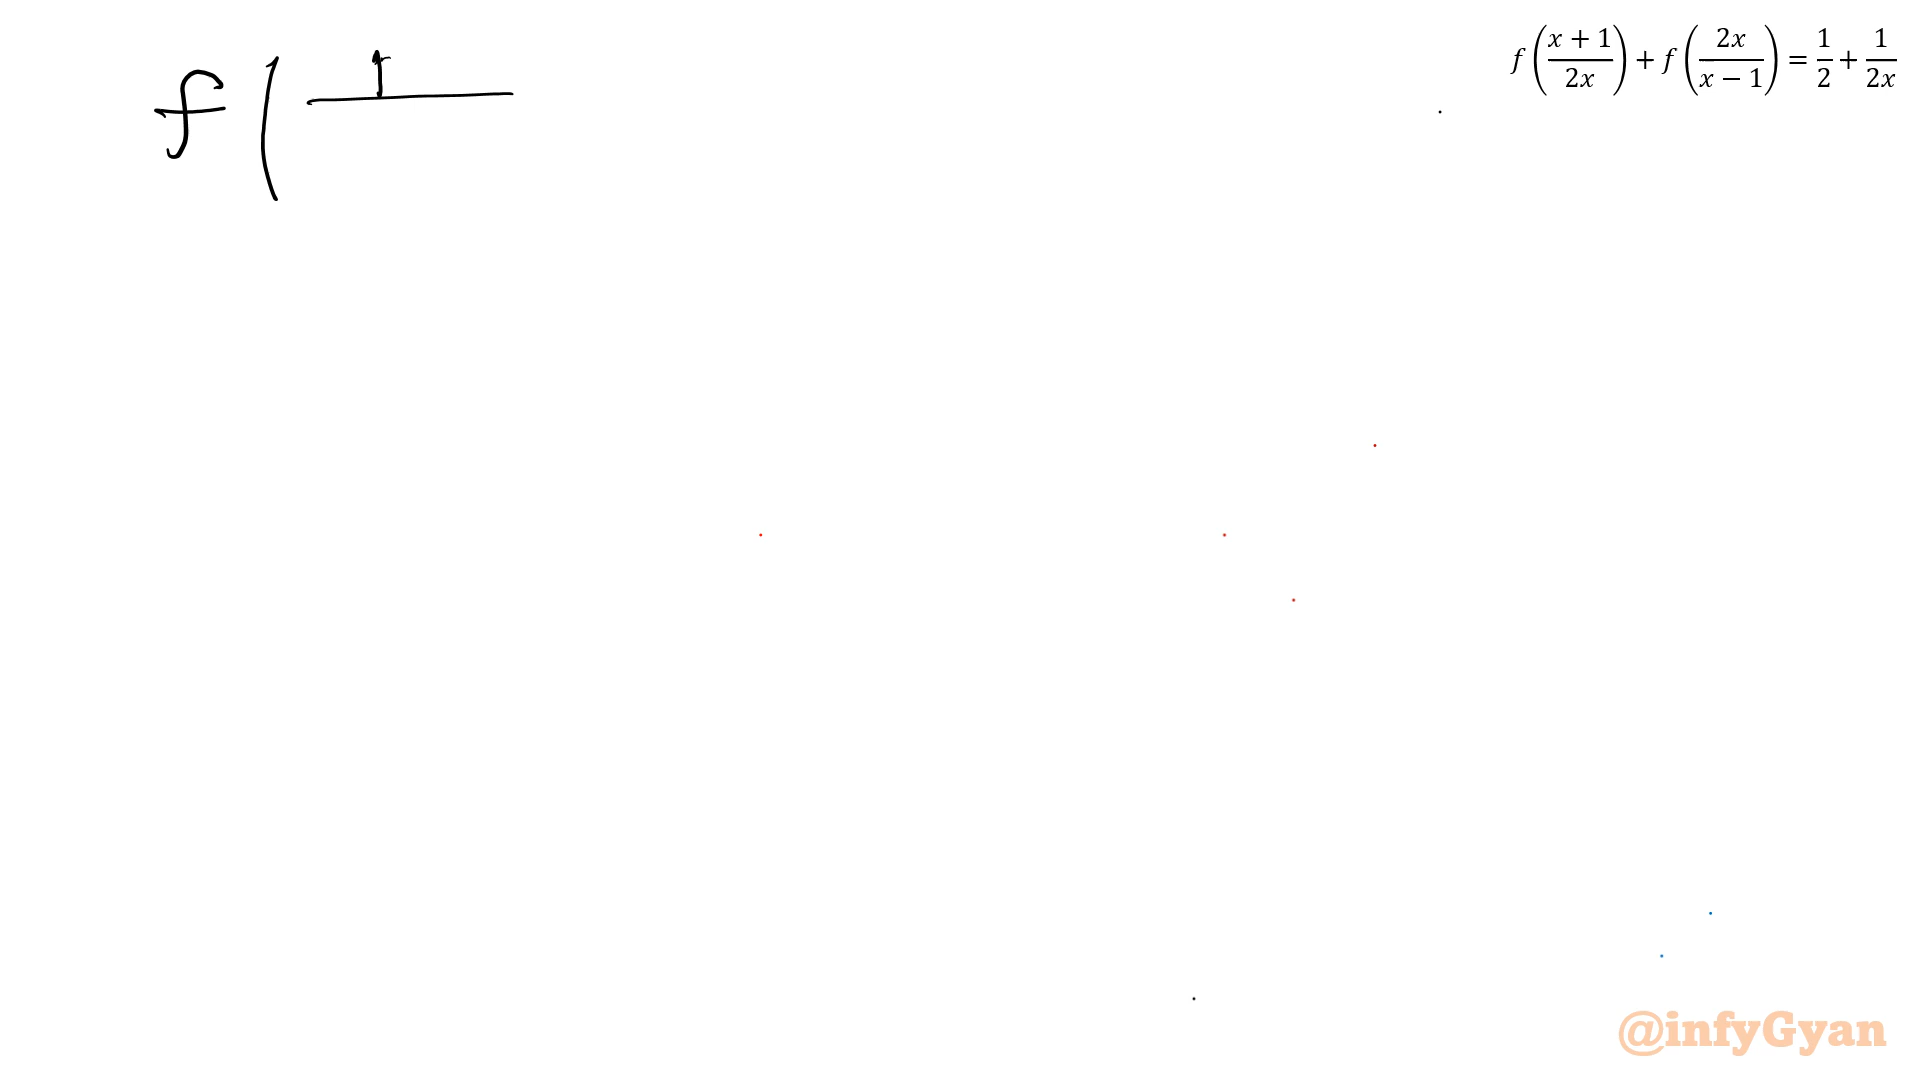 f ( 1/
f((x + 1)/(2x)) + f((2x)/(x − 1)) = 1/2 + 1/(2x)
@infyGyan